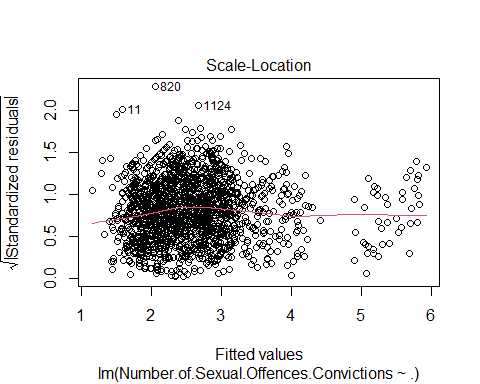 Scale-Location
√|Standardized residuals|
2.0
1.5
1.0
0.5
0.0
820
11
1124
1 2 3 4 5 6
Fitted values
lm(Number.of.Sexual.Offences.Convictions ~ .)